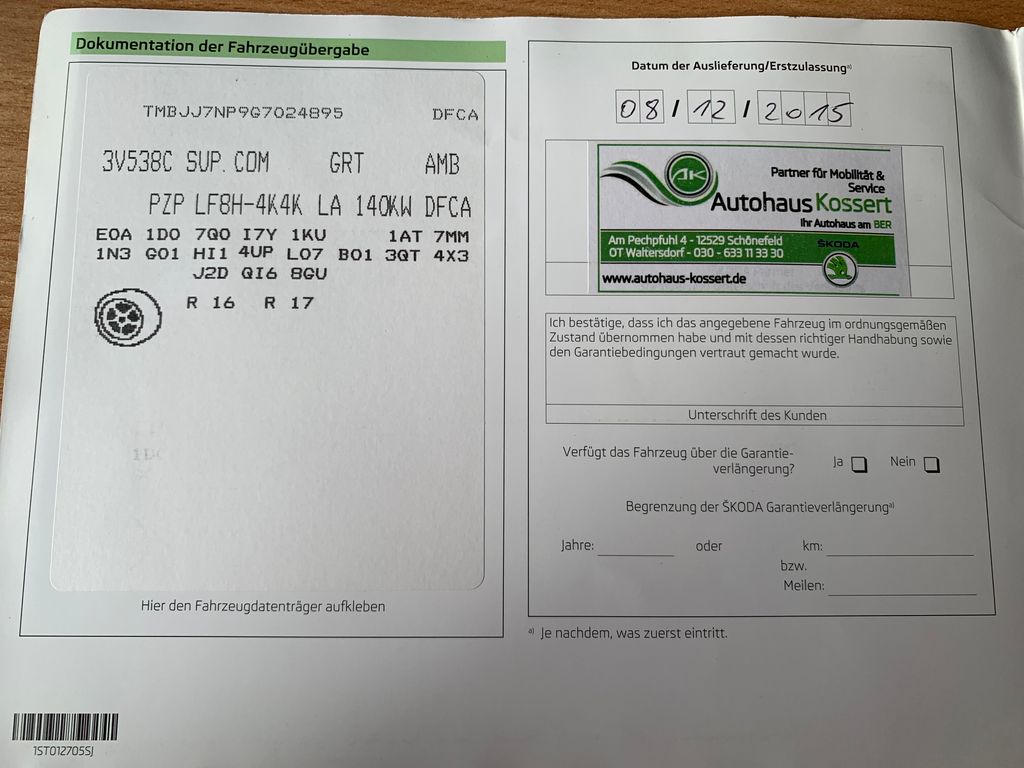 Dokumentation der Fahrzeugübergabe
TMBJJ7NP9G7024895 DFCA
3V538C SUP.COM GRT AMB
PZP LF8H-4K4K LA 140KW DFCA
E0A 1D0 7Q0 I7Y 1KU 1AT 7MM
1N3 G01 HI1 4UP L07 B01 3QT 4X3
J2D QI6 8GU
R 16 R 17
Hier den Fahrzeugdatenträger aufkleben
1ST012705SJ
Datum der Auslieferung/Erstzulassung a)
08/12/2015
AK
Partner für Mobilität &
Service
Autohaus Kossert
Ihr Autohaus am BER
Am Pechpfuhl 4 - 12529 Schönefeld
OT Waltersdorf - 030 - 633 11 33 30
ŠKODA
www.autohaus-kossert.de
Ich bestätige, dass ich das angegebene Fahrzeug im ordnungsgemäßen
Zustand übernommen habe und mit dessen richtiger Handhabung sowie
den Garantiebedingungen vertraut gemacht wurde.
Unterschrift des Kunden
Verfügt das Fahrzeug über die Garantie-
verlängerung? Ja Nein
Begrenzung der ŠKODA Garantieverlängerung a)
Jahre: oder km:
bzw.
Meilen:
a) Je nachdem, was zuerst eintritt.